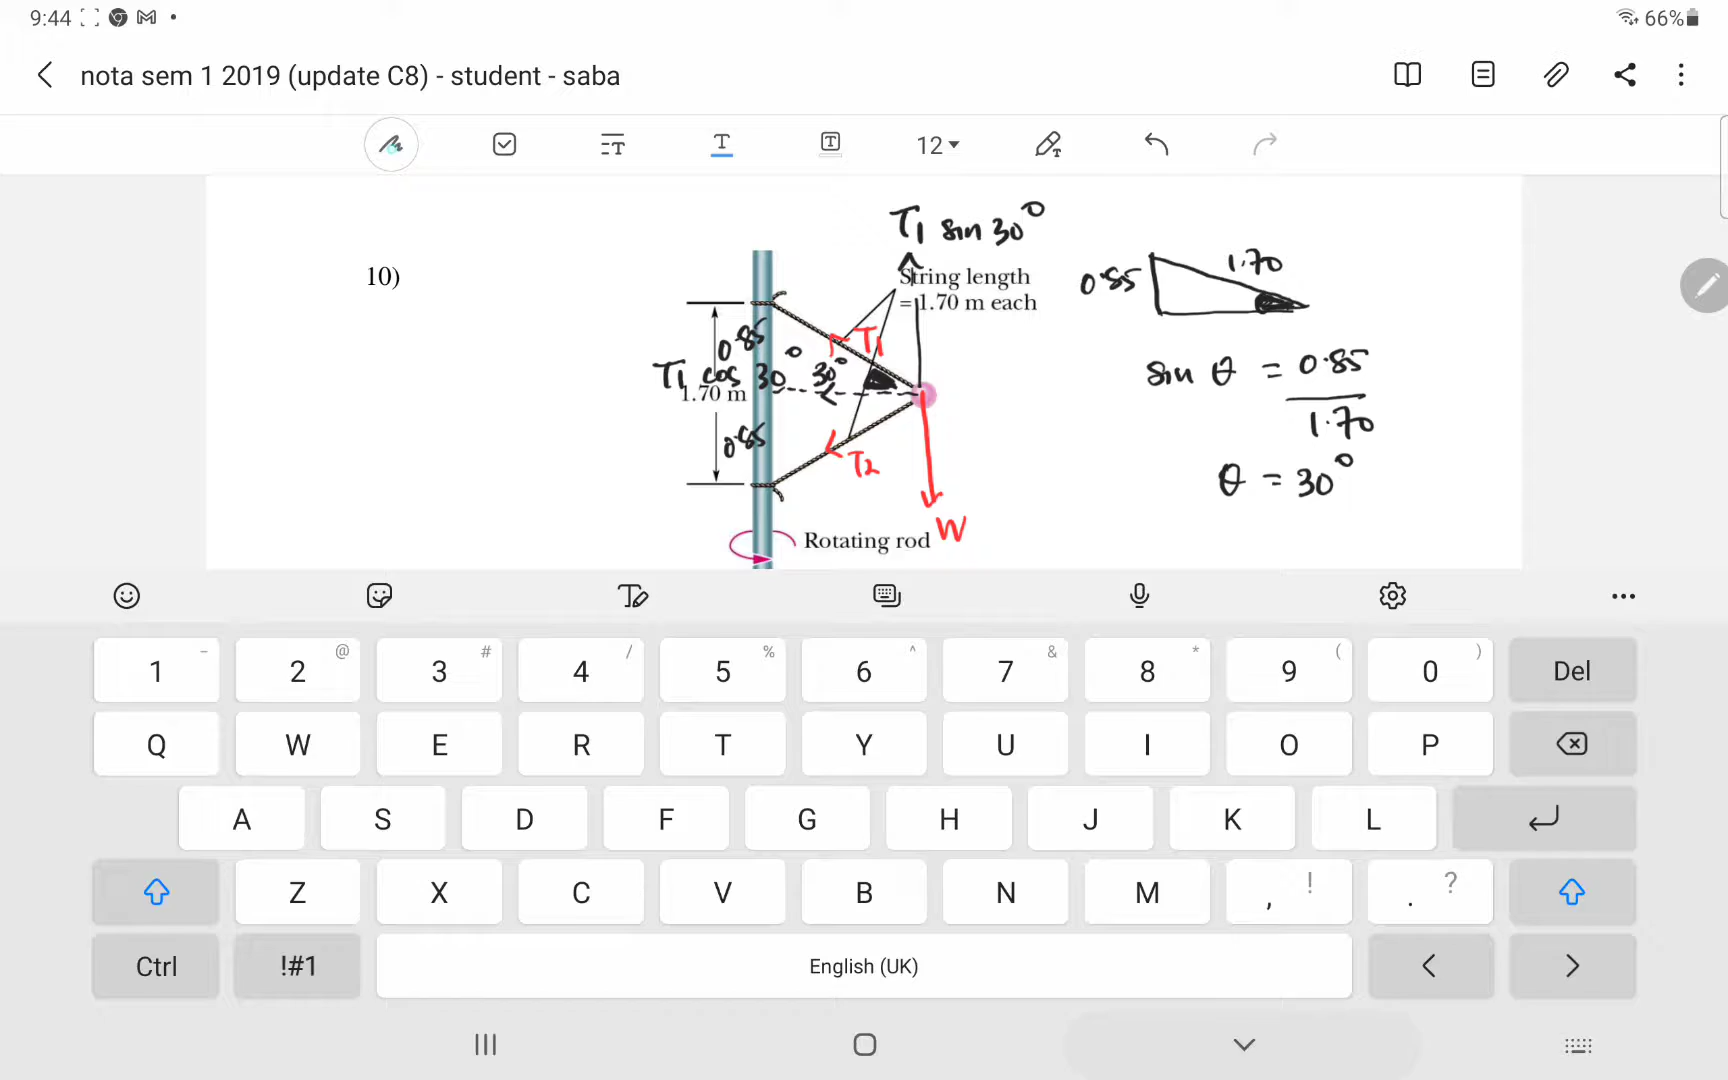 9:44 66%
nota sem 1 2019 (update C8) - student - saba
12
T1 sin 30°
10)
String length
= 1.70 m each
0.85 1.70
0.85
T1
T1 cos 30° 30°
1.70 m
sin θ = 0.85
1.70
0.85
T2
θ = 30°
W
Rotating rod
1 - 2 @ 3 # 4 / 5 % 6 ^ 7 & 8 * 9 ( 0 ) Del
Q W E R T Y U I O P
A S D F G H J K L
Z X C V B N M , ! . ?
Ctrl !#1 English (UK) < >